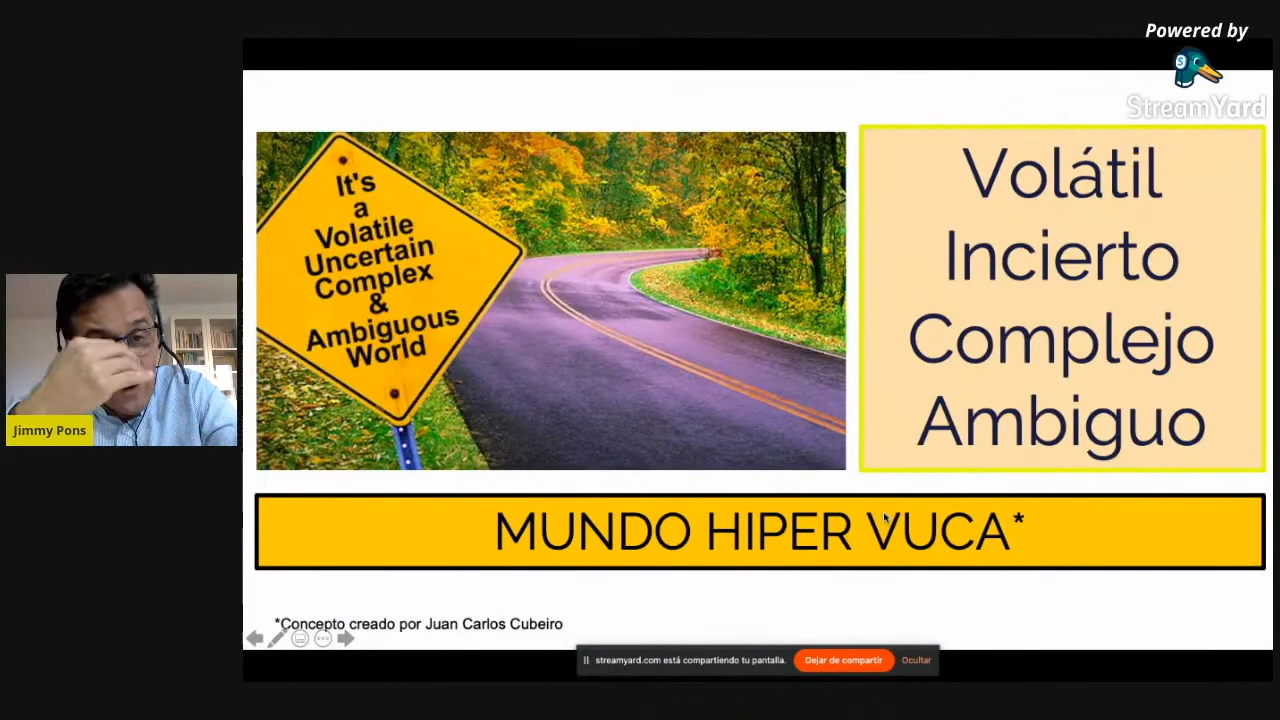 Powered by
StreamYard
It's
a
Volatile
Uncertain
Complex
&
Ambiguous
World
Volátil
Incierto
Complejo
Ambiguo
Jimmy Pons
MUNDO HIPER VUCA*
*Concepto creado por Juan Carlos Cubeiro
streamyard.com está compartiendo tu pantalla. Dejar de compartir Ocultar